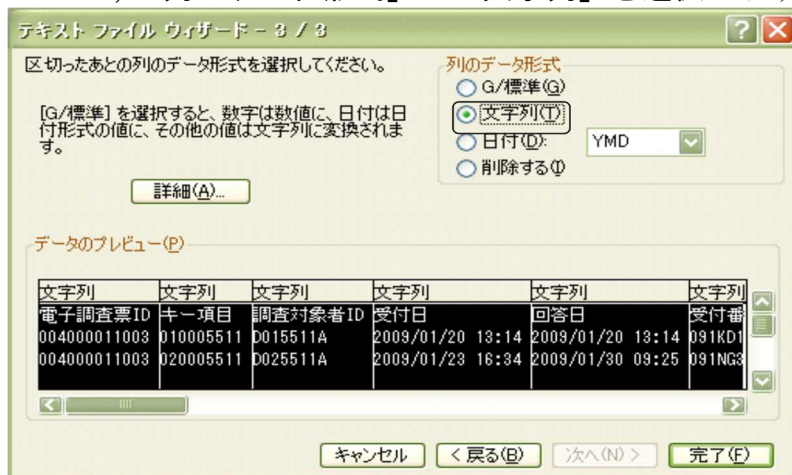 テキスト ファイル ウィザード - 3 / 3
区切ったあとの列のデータ形式を選択してください。
[G/標準] を選択すると、数字は数値に、日付は日
付形式の値に、その他の値は文字列に変換されま
す。
詳細(A)...
列のデータ形式
G/標準(G)
文字列(T)
日付(D):
YMD
削除する(I)
データのプレビュー(P)
文字列 文字列 文字列 文字列 文字列 文字列
電子調査票ID キー項目 調査対象者ID 受付日 回答日 受付番
004000011003 010005511 D015511A 2009/01/20 13:14 2009/01/20 13:14 091KD1
004000011003 020005511 D025511A 2009/01/23 16:34 2009/01/30 09:25 091NG3
キャンセル
< 戻る(B)
次へ(N) >
完了(F)